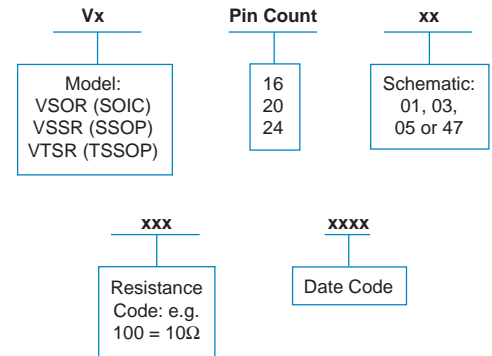 Vx
Pin Count
xx
Model:
VSOR (SOIC)
VSSR (SSOP)
VTSR (TSSOP)
16
20
24
Schematic:
01, 03,
05 or 47
xxx
xxxx
Resistance
Code: e.g.
100 = 10Ω
Date Code